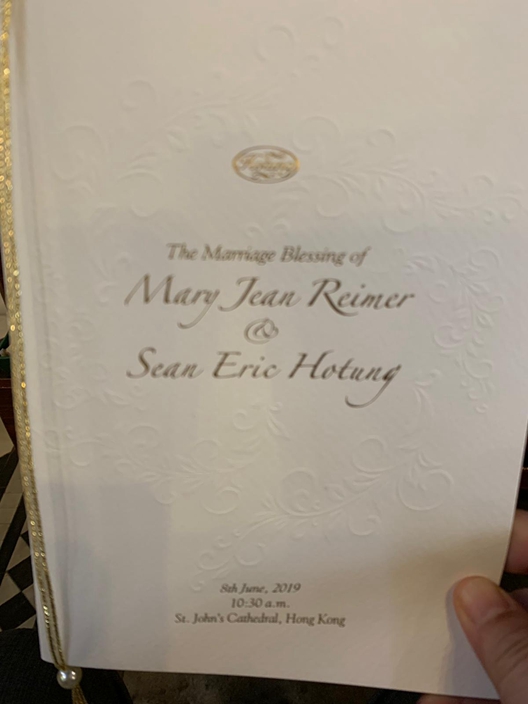 The Marriage Blessing of
Mary Jean Reimer
&
Sean Eric Hotung
8th June, 2019
10:30 a.m.
St. John's Cathedral, Hong Kong